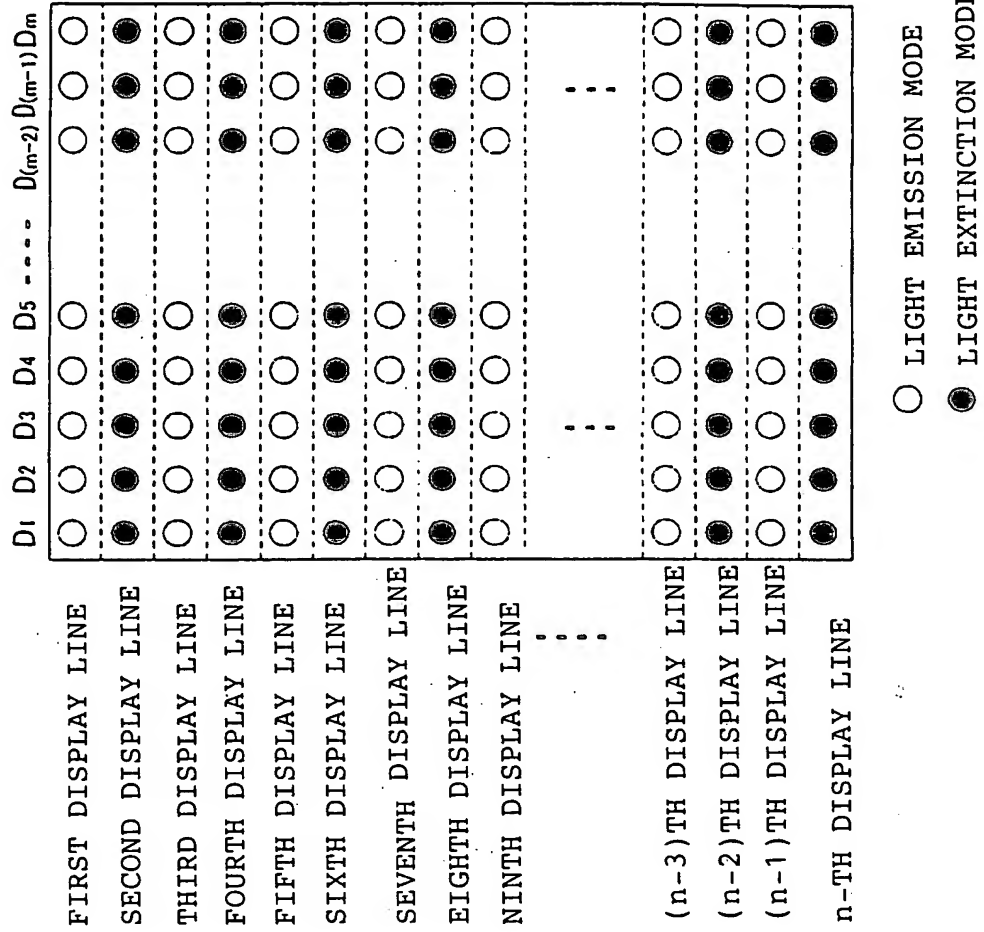 D1 D2 D3 D4 D5 ---- D(m-2) D(m-1) Dm
FIRST DISPLAY LINE
SECOND DISPLAY LINE
THIRD DISPLAY LINE
FOURTH DISPLAY LINE
FIFTH DISPLAY LINE
SIXTH DISPLAY LINE
SEVENTH DISPLAY LINE
EIGHTH DISPLAY LINE
NINTH DISPLAY LINE
(n-3)TH DISPLAY LINE
(n-2)TH DISPLAY LINE
(n-1)TH DISPLAY LINE
n-TH DISPLAY LINE
LIGHT EMISSION MODE
LIGHT EXTINCTION MODE